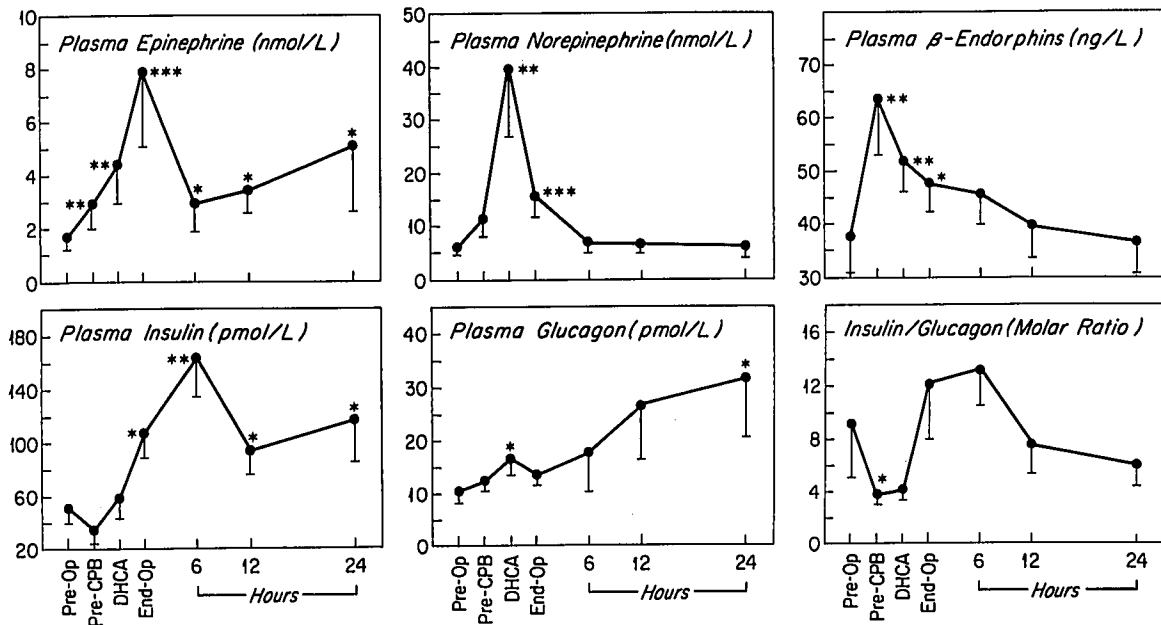 Plasma Epinephrine (nmol/L)
10
8
6
4
2
0
***
**
**
*
*
*
Plasma Norepinephrine (nmol/L)
50
40
30
20
10
0
**
***
Plasma β-Endorphins (ng/L)
70
60
50
40
30
**
**
*
Plasma Insulin (pmol/L)
180
140
100
60
20
**
*
*
*
Pre-Op
Pre-CPB
DHCA
End-Op
6
12
24
Hours
Plasma Glucagon (pmol/L)
40
30
20
10
0
*
*
Pre-Op
Pre-CPB
DHCA
End-Op
6
12
24
Hours
Insulin/Glucagon (Molar Ratio)
16
12
8
4
0
*
Pre-Op
Pre-CPB
DHCA
End-Op
6
12
24
Hours